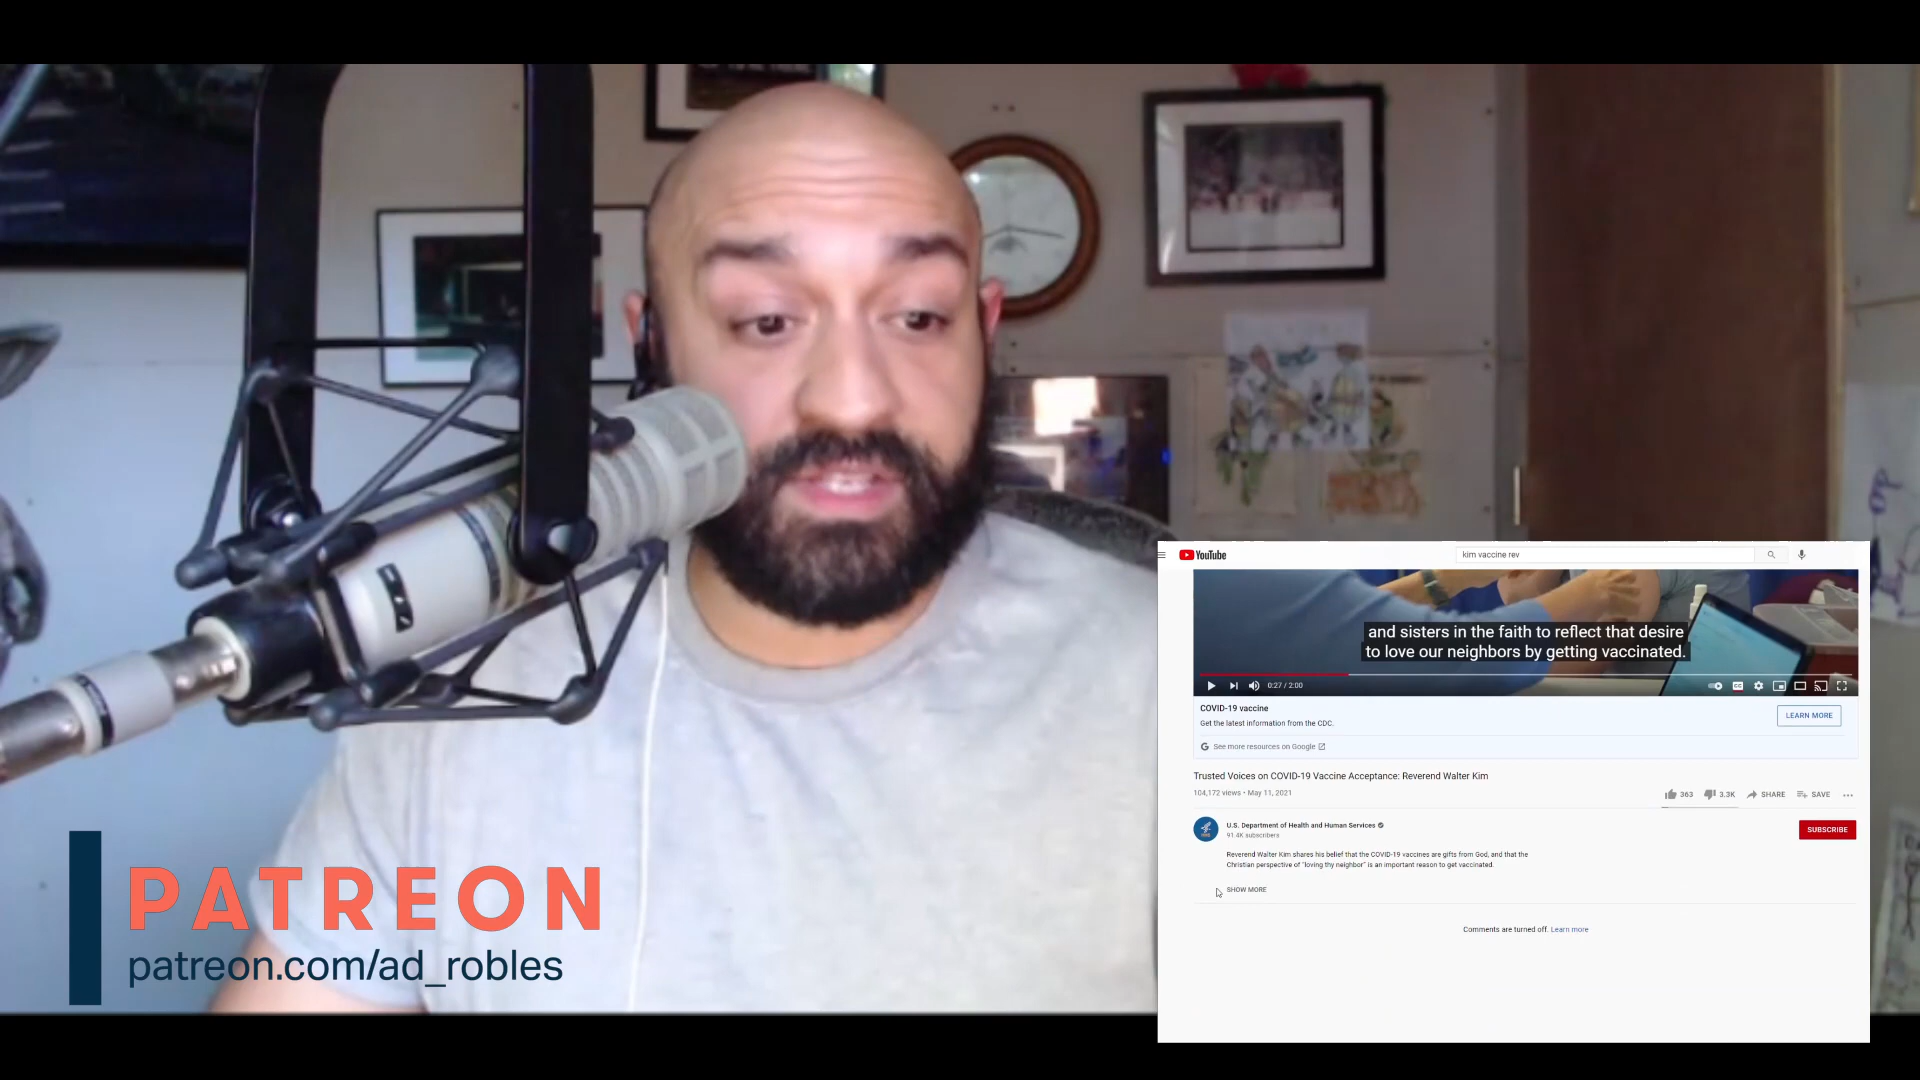 YouTube
kim vaccine rev
and sisters in the faith to reflect that desire
to love our neighbors by getting vaccinated.
0:27 / 2:00
COVID-19 vaccine
Get the latest information from the CDC.
LEARN MORE
See more resources on Google
Trusted Voices on COVID-19 Vaccine Acceptance: Reverend Walter Kim
104,172 views • May 11, 2021
363
3.3K
SHARE
SAVE
U.S. Department of Health and Human Services
91.4K subscribers
SUBSCRIBE
Reverend Walter Kim shares his belief that the COVID-19 vaccines are gifts from God, and that the
Christian perspective of "loving thy neighbor" is an important reason to get vaccinated.
SHOW MORE
Comments are turned off. Learn more
PATREON
patreon.com/ad_robles